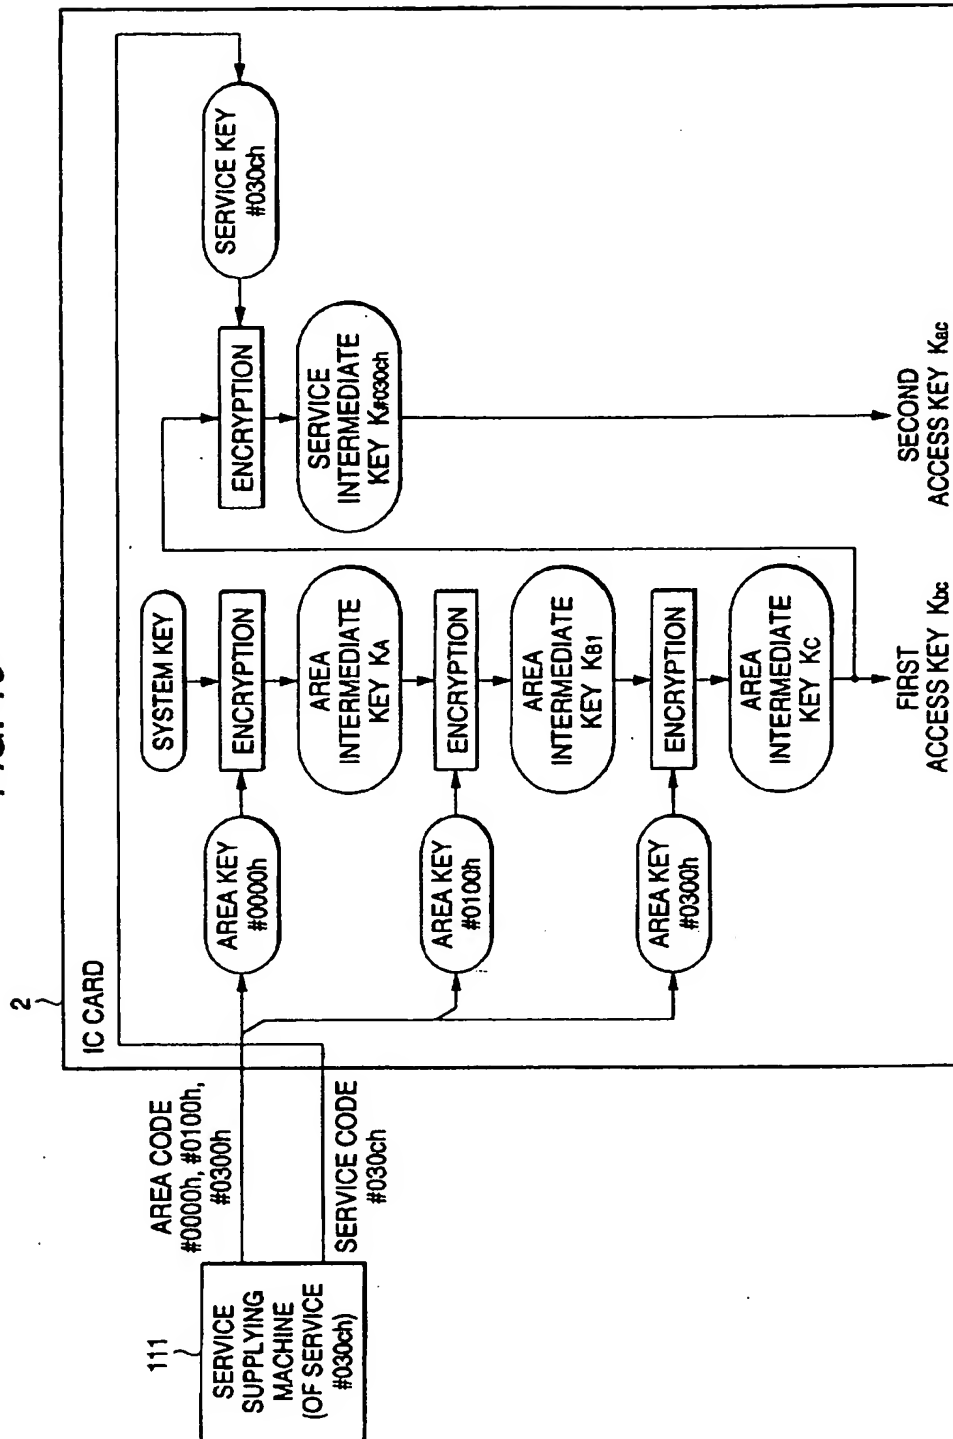 2
IC CARD
111
SERVICE
SUPPLYING
MACHINE
(OF SERVICE
#030ch)
AREA CODE
#0000h, #0100h,
#0300h
SERVICE CODE
#030ch
AREA KEY
#0000h
SYSTEM KEY
ENCRYPTION
AREA
INTERMEDIATE
KEY KA
AREA KEY
#0100h
ENCRYPTION
AREA
INTERMEDIATE
KEY KB1
AREA KEY
#0300h
ENCRYPTION
AREA
INTERMEDIATE
KEY KC
FIRST
ACCESS KEY Kbc
SERVICE KEY
#030ch
ENCRYPTION
SERVICE
INTERMEDIATE
KEY K#030ch
SECOND
ACCESS KEY Kac